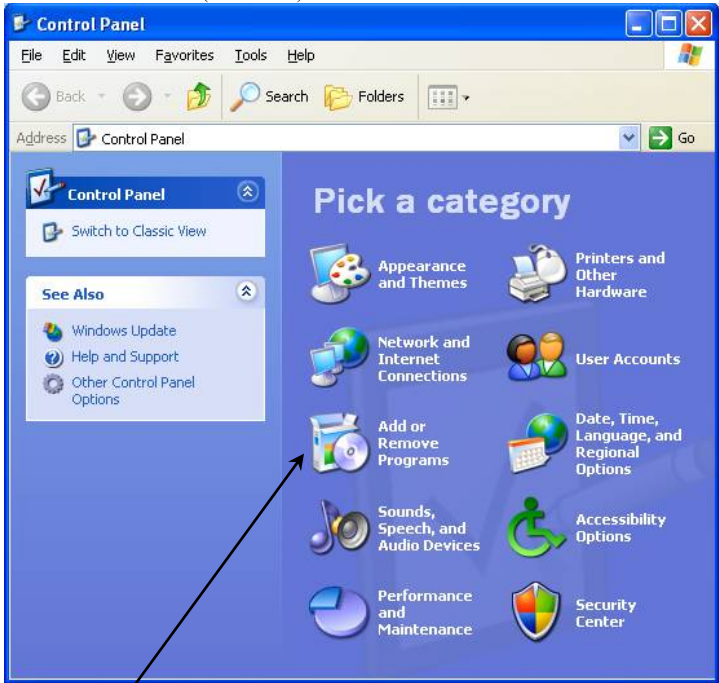 Control Panel
File Edit View Favorites Tools Help
Back Search Folders
Address Control Panel Go
Control Panel
Switch to Classic View
See Also
Windows Update
Help and Support
Other Control Panel
Options
Pick a category
Appearance
and Themes
Printers and
Other
Hardware
Network and
Internet
Connections
User Accounts
Add or
Remove
Programs
Date, Time,
Language, and
Regional
Options
Sounds,
Speech, and
Audio Devices
Accessibility
Options
Performance
and
Maintenance
Security
Center